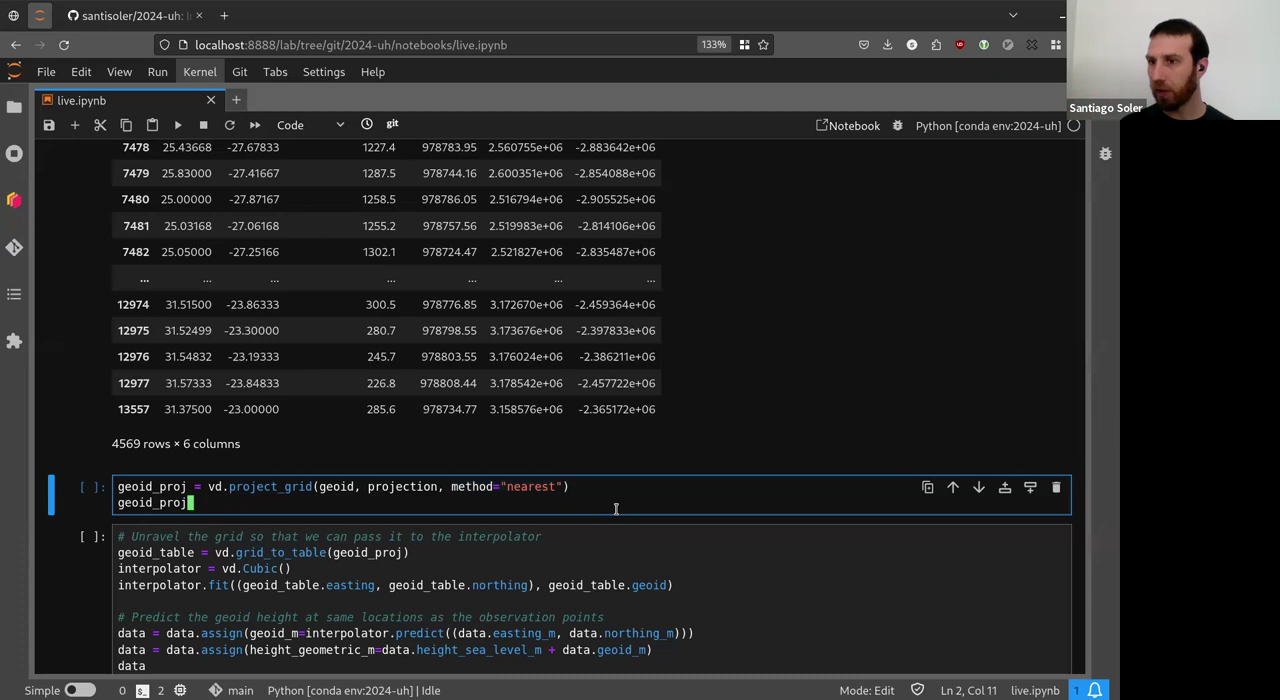 santisoler/2024-uh:
localhost:8888/lab/tree/git/2024-uh/notebooks/live.ipynb
133%
File Edit View Run Kernel Git Tabs Settings Help
Santiago Soler
live.ipynb
Code
git
Notebook
Python [conda env:2024-uh]
7478 25.43668 -27.67833 1227.4 978783.95 2.560755e+06 -2.883642e+06
7479 25.83000 -27.41667 1287.5 978744.16 2.600351e+06 -2.854088e+06
7480 25.00000 -27.87167 1258.5 978786.05 2.516794e+06 -2.905525e+06
7481 25.03168 -27.06168 1255.2 978757.56 2.519983e+06 -2.814106e+06
7482 25.05000 -27.25166 1302.1 978724.47 2.521827e+06 -2.835487e+06
... ... ... ... ... ... ...
12974 31.51500 -23.86333 300.5 978776.85 3.172670e+06 -2.459364e+06
12975 31.52499 -23.30000 280.7 978798.55 3.173676e+06 -2.397833e+06
12976 31.54832 -23.19333 245.7 978803.55 3.176024e+06 -2.386211e+06
12977 31.57333 -23.84833 226.8 978808.44 3.178542e+06 -2.457722e+06
13557 31.37500 -23.00000 285.6 978734.77 3.158576e+06 -2.365172e+06
4569 rows × 6 columns
[ ]: geoid_proj = vd.project_grid(geoid, projection, method="nearest")
geoid_proj
[ ]: # Unravel the grid so that we can pass it to the interpolator
geoid_table = vd.grid_to_table(geoid_proj)
interpolator = vd.Cubic()
interpolator.fit((geoid_table.easting, geoid_table.northing), geoid_table.geoid)
# Predict the geoid height at same locations as the observation points
data = data.assign(geoid_m=interpolator.predict((data.easting_m, data.northing_m)))
data = data.assign(height_geometric_m=data.height_sea_level_m + data.geoid_m)
data
Simple 0 2 main Python [conda env:2024-uh] | Idle Mode: Edit Ln 2, Col 11 live.ipynb 1